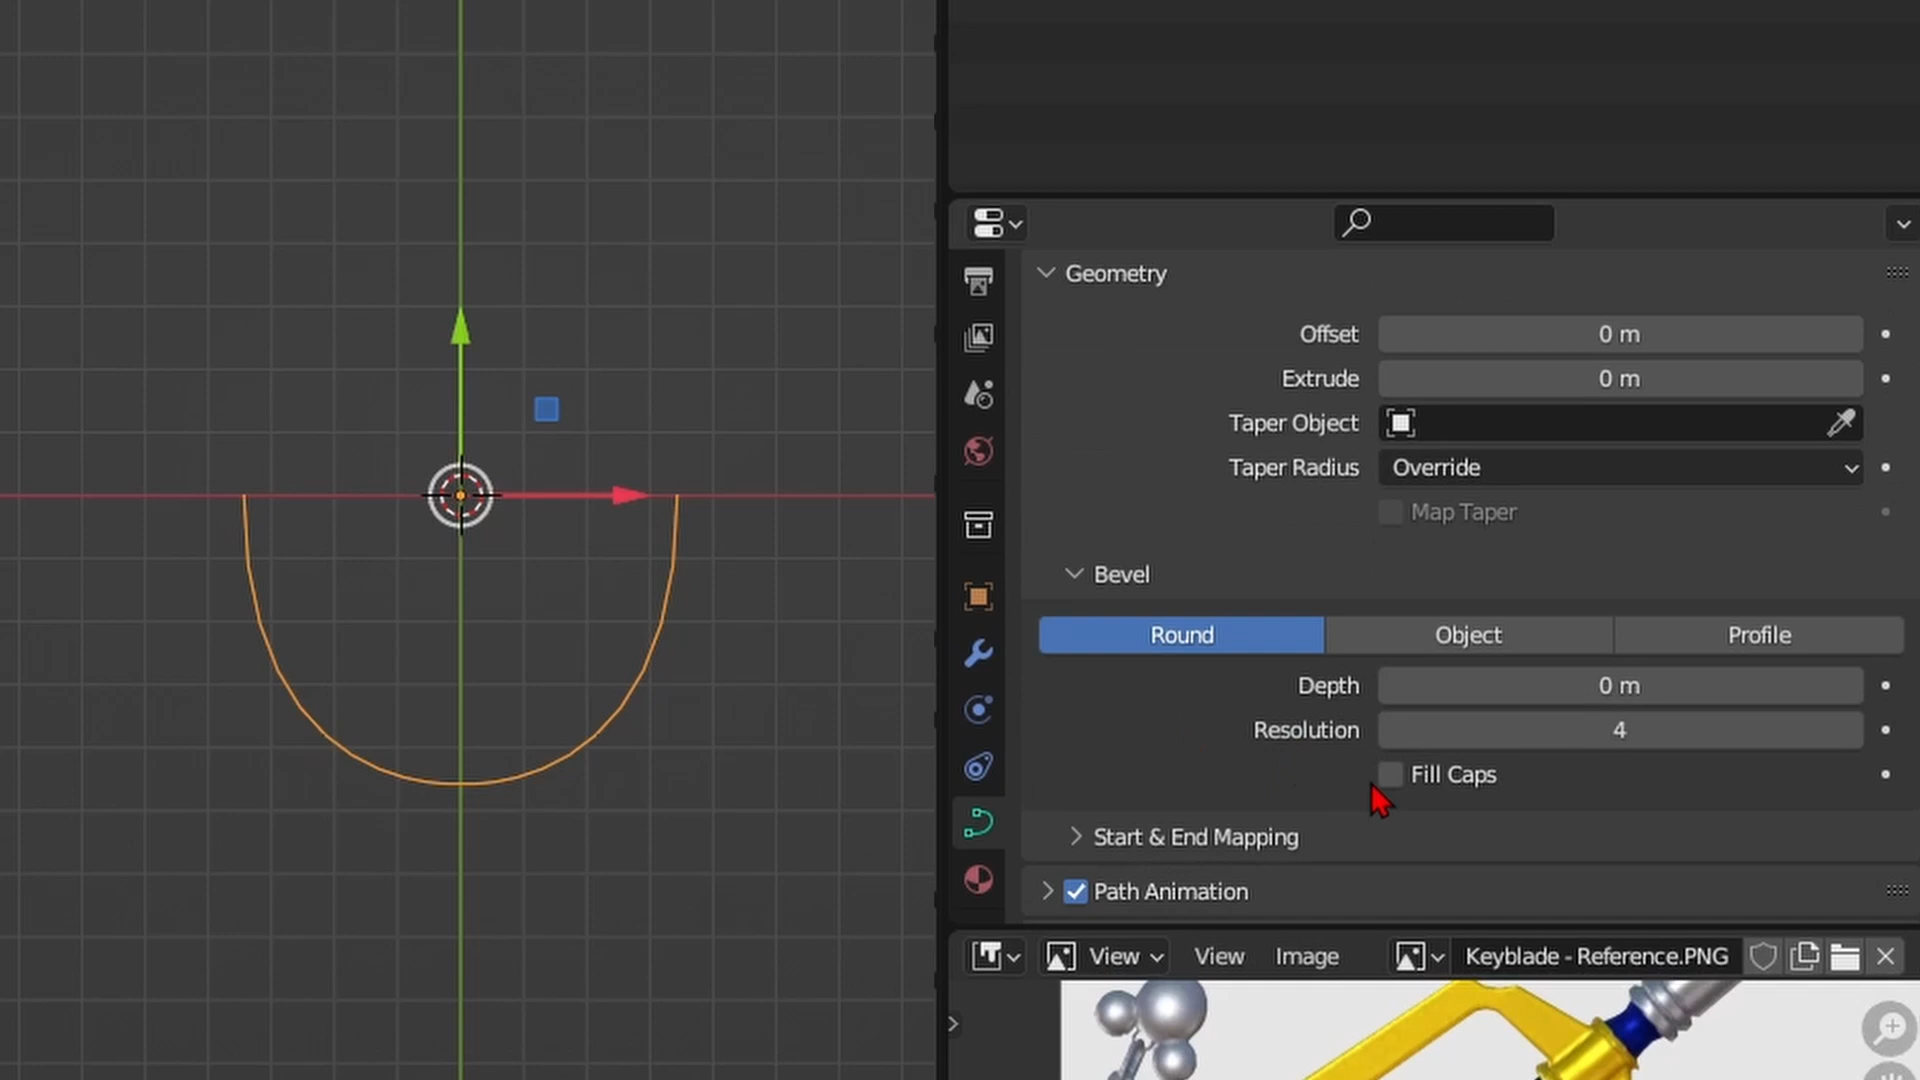 Geometry
Offset 0 m
Extrude 0 m
Taper Object
Taper Radius Override
Map Taper
Bevel
Round Object Profile
Depth 0 m
Resolution 4
Fill Caps
Start & End Mapping
Path Animation
View View Image Keyblade - Reference.PNG